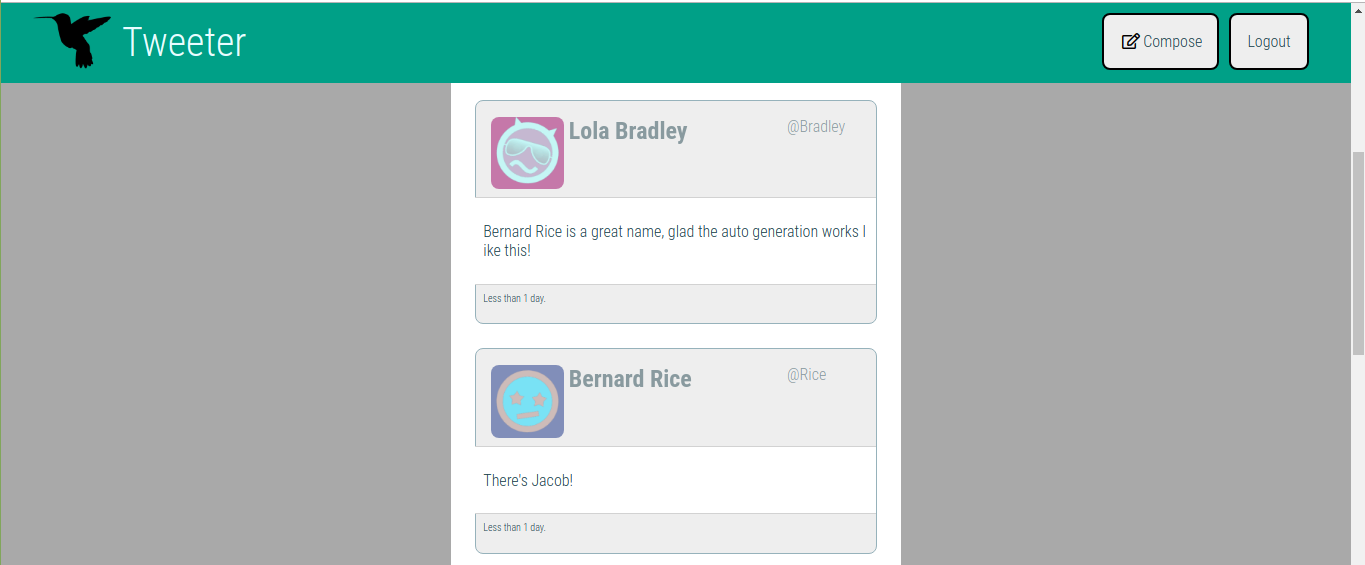 Tweeter
Compose
Logout
Lola Bradley
@Bradley
Bernard Rice is a great name, glad the auto generation works l
ike this!
Less than 1 day.
Bernard Rice
@Rice
There's Jacob!
Less than 1 day.